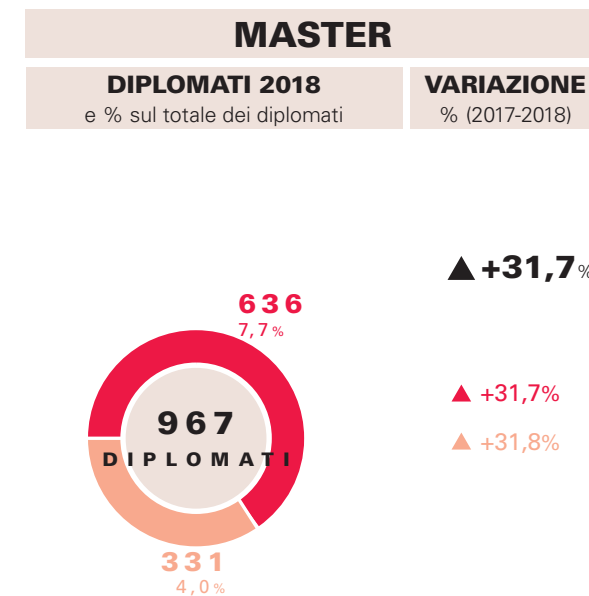 MASTER
DIPLOMATI 2018
e % sul totale dei diplomati
VARIAZIONE
% (2017-2018)
▲ +31,7%
636
7,7%
▲ +31,7%
967
DIPLOMATI
▲ +31,8%
331
4,0%